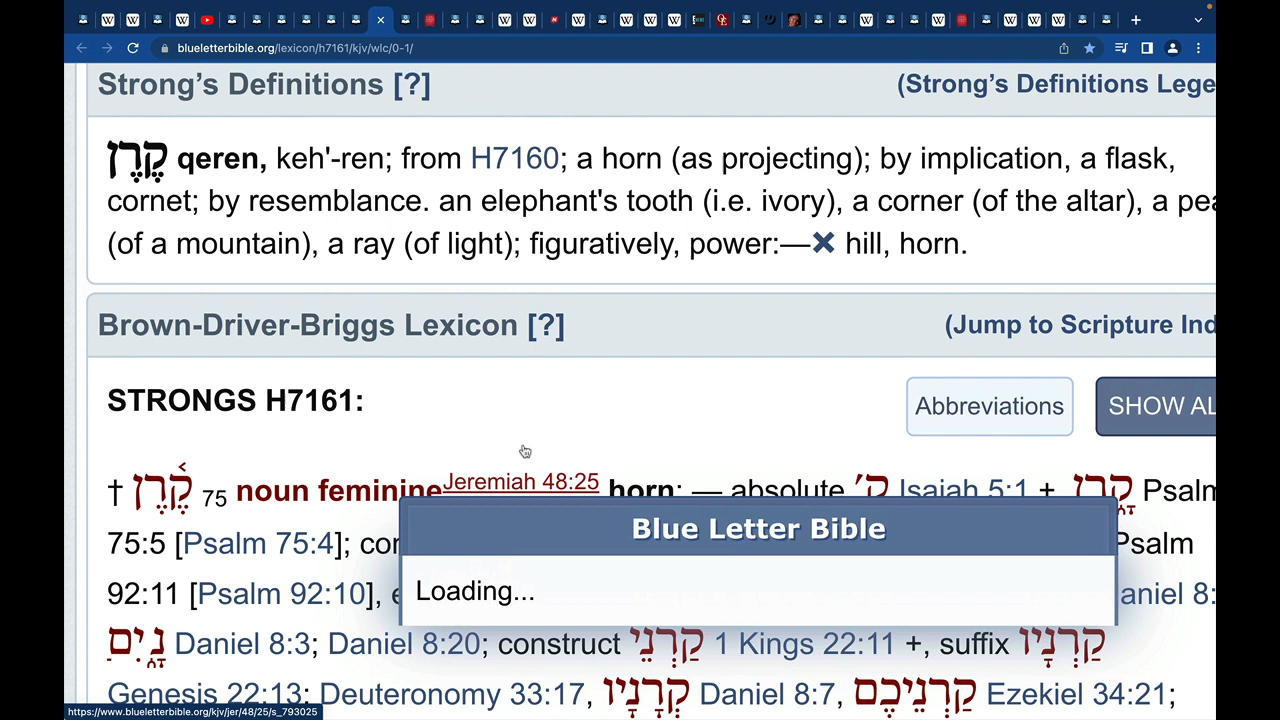 blueletterbible.org/lexicon/h7161/kjv/wlc/0-1/
Strong's Definitions [?] (Strong's Definitions Lege
קֶרֶן qeren, keh'-ren; from H7160; a horn (as projecting); by implication, a flask,
cornet; by resemblance. an elephant's tooth (i.e. ivory), a corner (of the altar), a pea
(of a mountain), a ray (of light); figuratively, power:—✖ hill, horn.
Brown-Driver-Briggs Lexicon [?] (Jump to Scripture Ind
STRONGS H7161:
Abbreviations SHOW AL
† קֶ֫רֶן 75 noun feminine Jeremiah 48:25 horn: — absolute ק׳ Isaiah 5:1 +, קָ֑רֶן Psalm
75:5 [Psalm 75:4]; Psalm
Blue Letter Bible
92:11 [Psalm 92:10], aniel 8:
Loading...
Daniel 8:3; Daniel 8:20; construct קַרְנֵי 1 Kings 22:11 +, suffix קַרְנָיו
Genesis 22:13; Deuteronomy 33:17, קְרָנָיו Daniel 8:7, קַרְנֵיכֶם Ezekiel 34:21;
https://www.blueletterbible.org/kjv/jer/48/25/s_793025